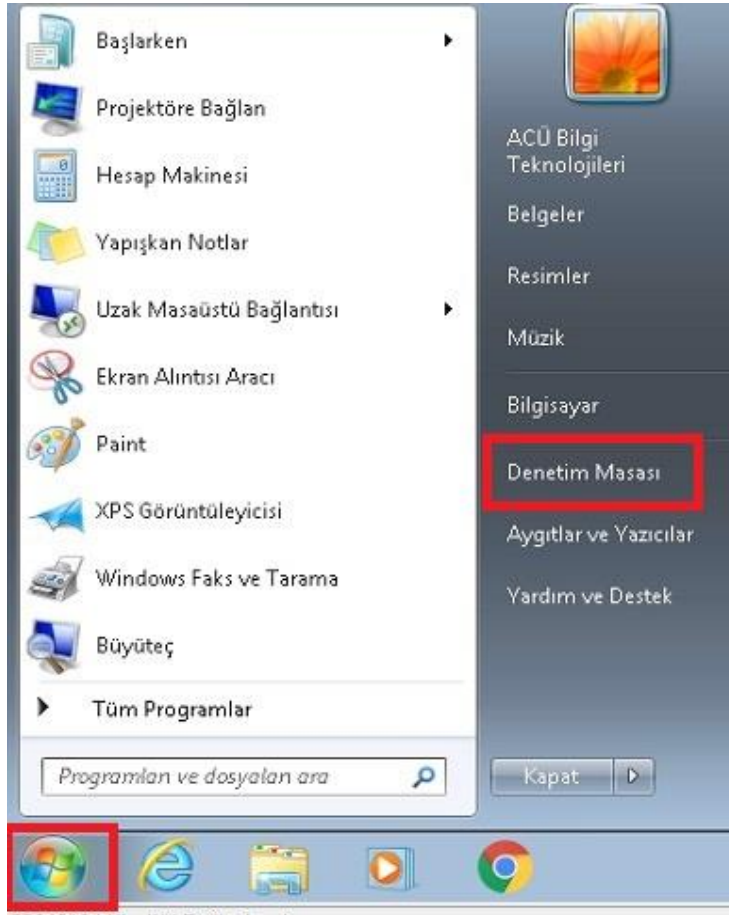 Başlarken
Projektöre Bağlan
Hesap Makinesi
Yapışkan Notlar
Uzak Masaüstü Bağlantısı
Ekran Alıntısı Aracı
Paint
XPS Görüntüleyicisi
Windows Faks ve Tarama
Büyüteç
Tüm Programlar
Programları ve dosyaları ara
ACÜ Bilgi
Teknolojileri
Belgeler
Resimler
Müzik
Bilgisayar
Denetim Masası
Aygıtlar ve Yazıcılar
Yardım ve Destek
Kapat